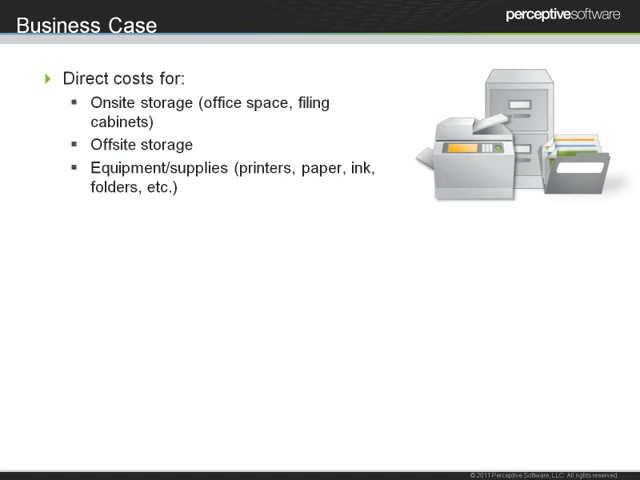 Business Case
perceptivesoftware
Direct costs for:
Onsite storage (office space, filing
cabinets)
Offsite storage
Equipment/supplies (printers, paper, ink,
folders, etc.)
© 2011 Perceptive Software, LLC. All rights reserved.